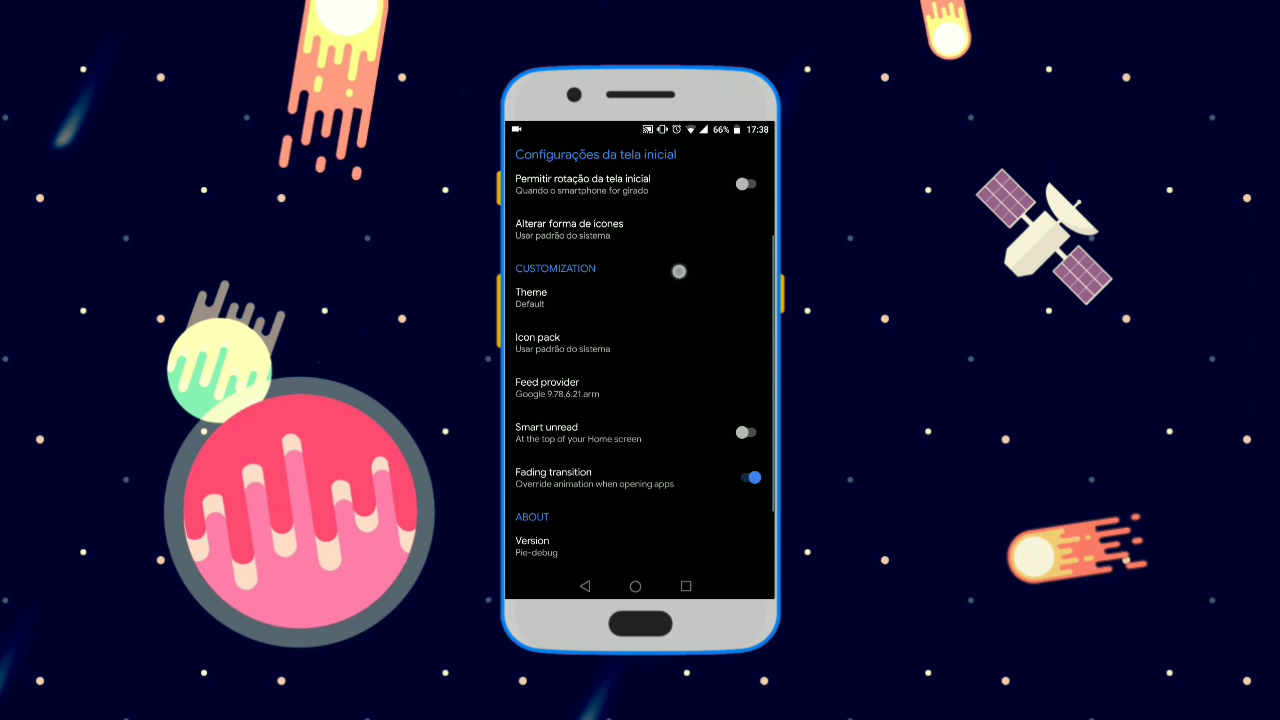 66% 17:38
Configurações da tela inicial
Permitir rotação da tela inicial
Quando o smartphone for girado
Alterar forma de ícones
Usar padrão do sistema
CUSTOMIZATION
Theme
Default
Icon pack
Usar padrão do sistema
Feed provider
Google 9.78.6.21.arm
Smart unread
At the top of your Home screen
Fading transition
Override animation when opening apps
ABOUT
Version
Pie-debug